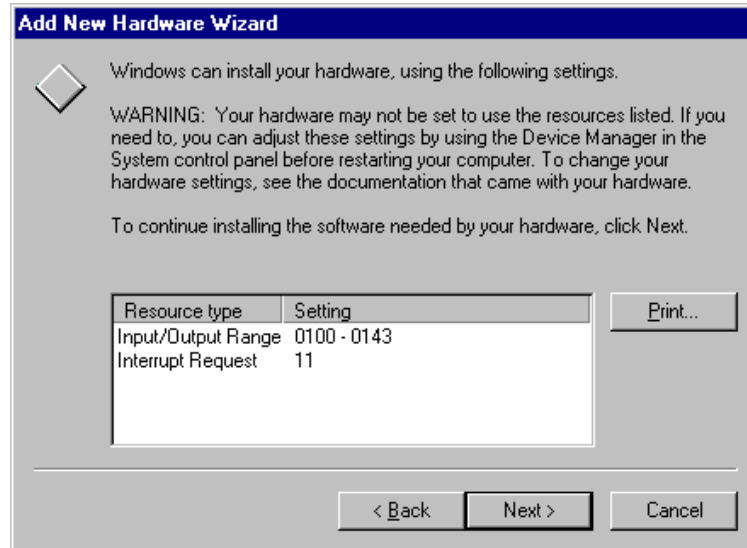 Add New Hardware Wizard
Windows can install your hardware, using the following settings.
WARNING: Your hardware may not be set to use the resources listed. If you
need to, you can adjust these settings by using the Device Manager in the
System control panel before restarting your computer. To change your
hardware settings, see the documentation that came with your hardware.
To continue installing the software needed by your hardware, click Next.
Resource type Setting
Input/Output Range 0100 - 0143
Interrupt Request 11
Print...
< Back Next > Cancel